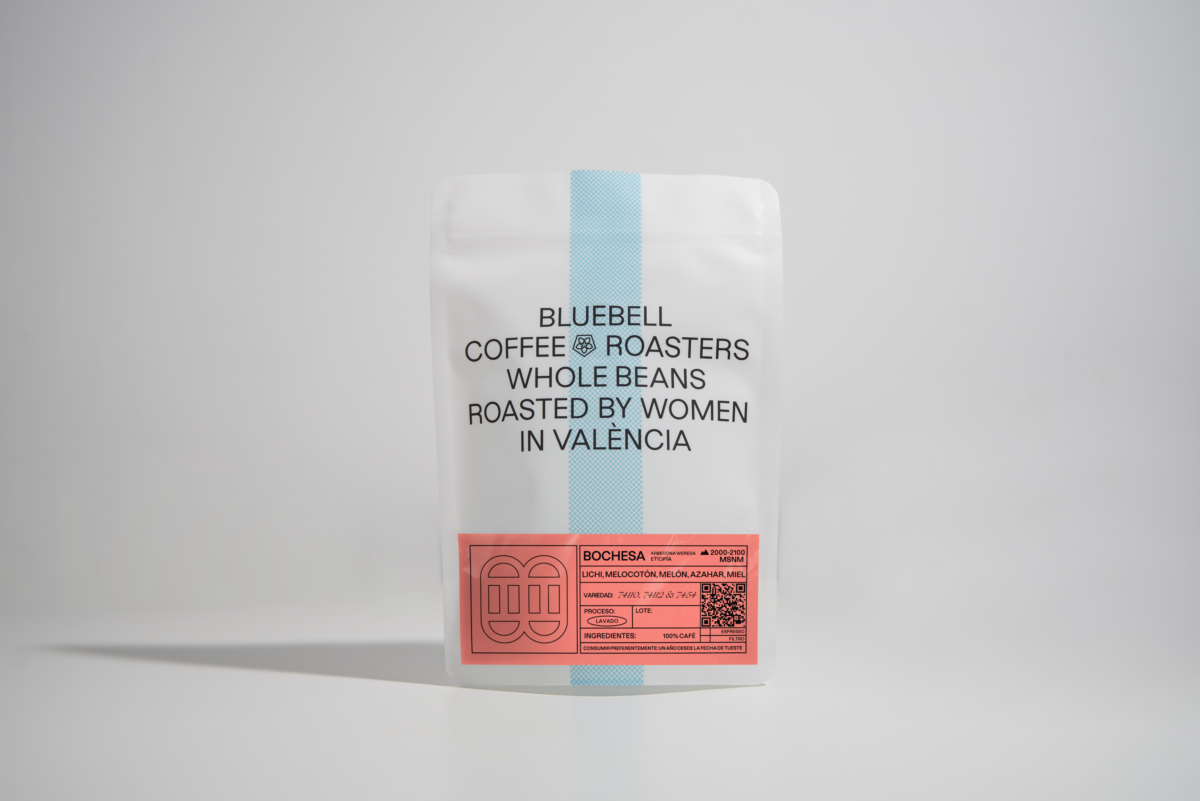 BLUEBELL
COFFEE ROASTERS
WHOLE BEANS
ROASTED BY WOMEN
IN VALÈNCIA
BOCHESA
WEREDA
ETIOPÍA
2000-2100
MSNM
LICHI, MELOCOTÓN, MELÓN, AZAHAR, MIEL
VARIEDAD: 74110, 74112 & 7454
PROCESO:
LAVADO
LOTE:
INGREDIENTES: 100% CAFÉ
ESPRESSO
FILTRO
CONSUMIR PREFERENTEMENTE: UN AÑO DESDE LA FECHA DE TUESTE